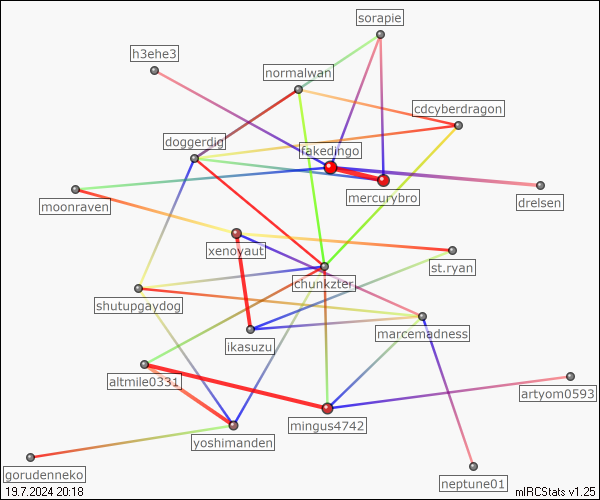 sorapie
h3ehe3
normalwan
cdcyberdragon
doggerdig
fakedingo
mercurybro
moonraven
drelsen
xenoyaut
st.ryan
chunkzter
shutupgaydog
marcemadness
ikasuzu
altmile0331
artyom0593
mingus4742
yoshimanden
gorudenneko
neptune01
19.7.2024 20:18
mIRCStats v1.25